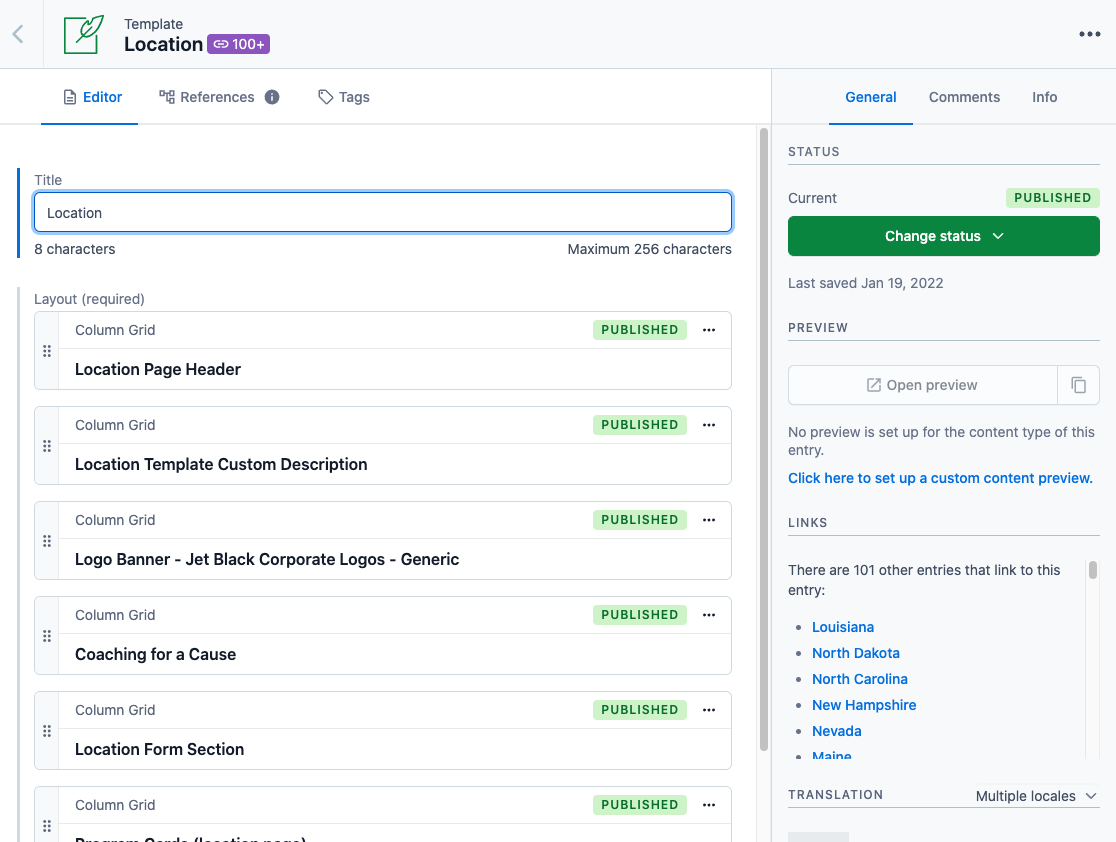 Template
Location 100+
Editor
References
Tags
General
Comments
Info
Title
Location
8 characters
Maximum 256 characters
Layout (required)
Column Grid
PUBLISHED
Location Page Header
Column Grid
PUBLISHED
Location Template Custom Description
Column Grid
PUBLISHED
Logo Banner - Jet Black Corporate Logos - Generic
Column Grid
PUBLISHED
Coaching for a Cause
Column Grid
PUBLISHED
Location Form Section
Column Grid
PUBLISHED
Program Cards (location page)
STATUS
Current
PUBLISHED
Change status
Last saved Jan 19, 2022
PREVIEW
Open preview
No preview is set up for the content type of this
entry.
Click here to set up a custom content preview.
LINKS
There are 101 other entries that link to this
entry:
Louisiana
North Dakota
North Carolina
New Hampshire
Nevada
Maine
TRANSLATION
Multiple locales